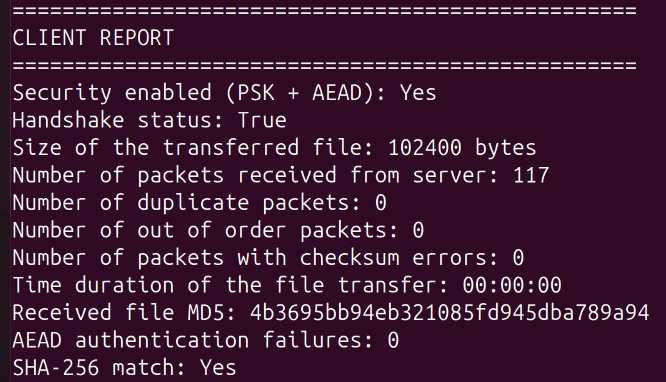 ==================================================
CLIENT REPORT
==================================================
Security enabled (PSK + AEAD): Yes
Handshake status: True
Size of the transferred file: 102400 bytes
Number of packets received from server: 117
Number of duplicate packets: 0
Number of out of order packets: 0
Number of packets with checksum errors: 0
Time duration of the file transfer: 00:00:00
Received file MD5: 4b3695bb94eb321085fd945dba789a94
AEAD authentication failures: 0
SHA-256 match: Yes